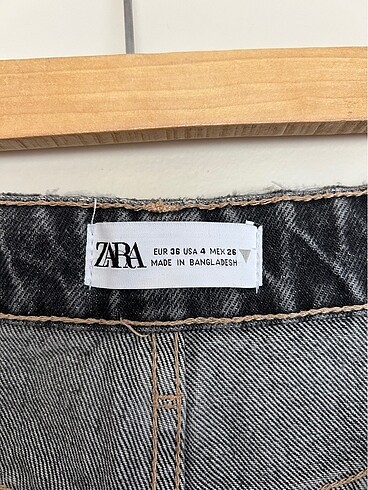 ZARA
EUR 36 USA 4 MEX 26
MADE IN BANGLADESH